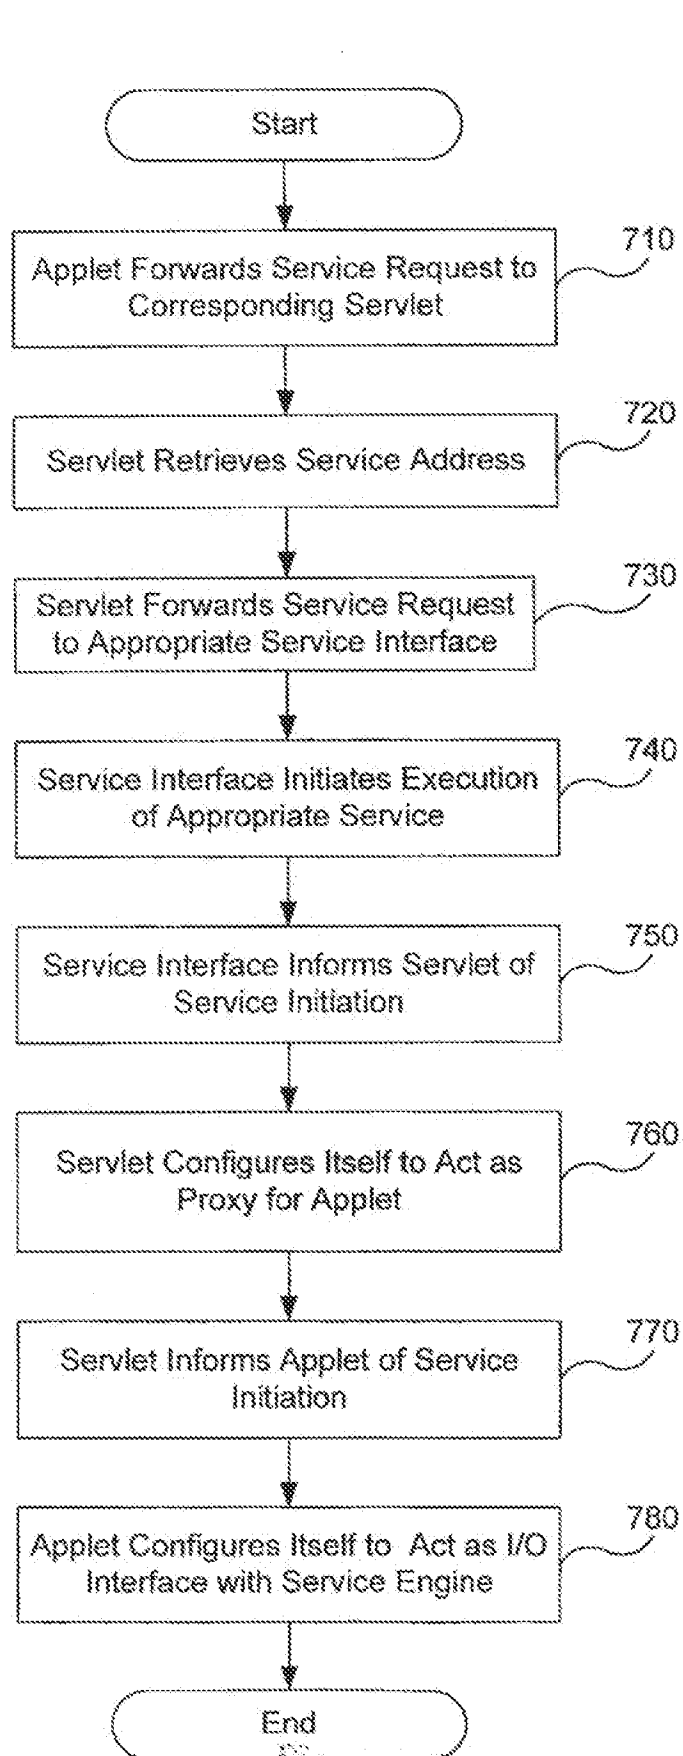 Start
710
Applet Forwards Service Request to
Corresponding Servlet
720
Servlet Retrieves Service Address
730
Servlet Forwards Service Request
to Appropriate Service Interface
740
Service Interface Initiates Execution
of Appropriate Service
750
Service Interface Informs Servlet of
Service Initiation
760
Servlet Configures Itself to Act as
Proxy for Applet
770
Servlet Informs Applet of Service
Initiation
780
Applet Configures Itself to Act as I/O
Interface with Service Engine
End